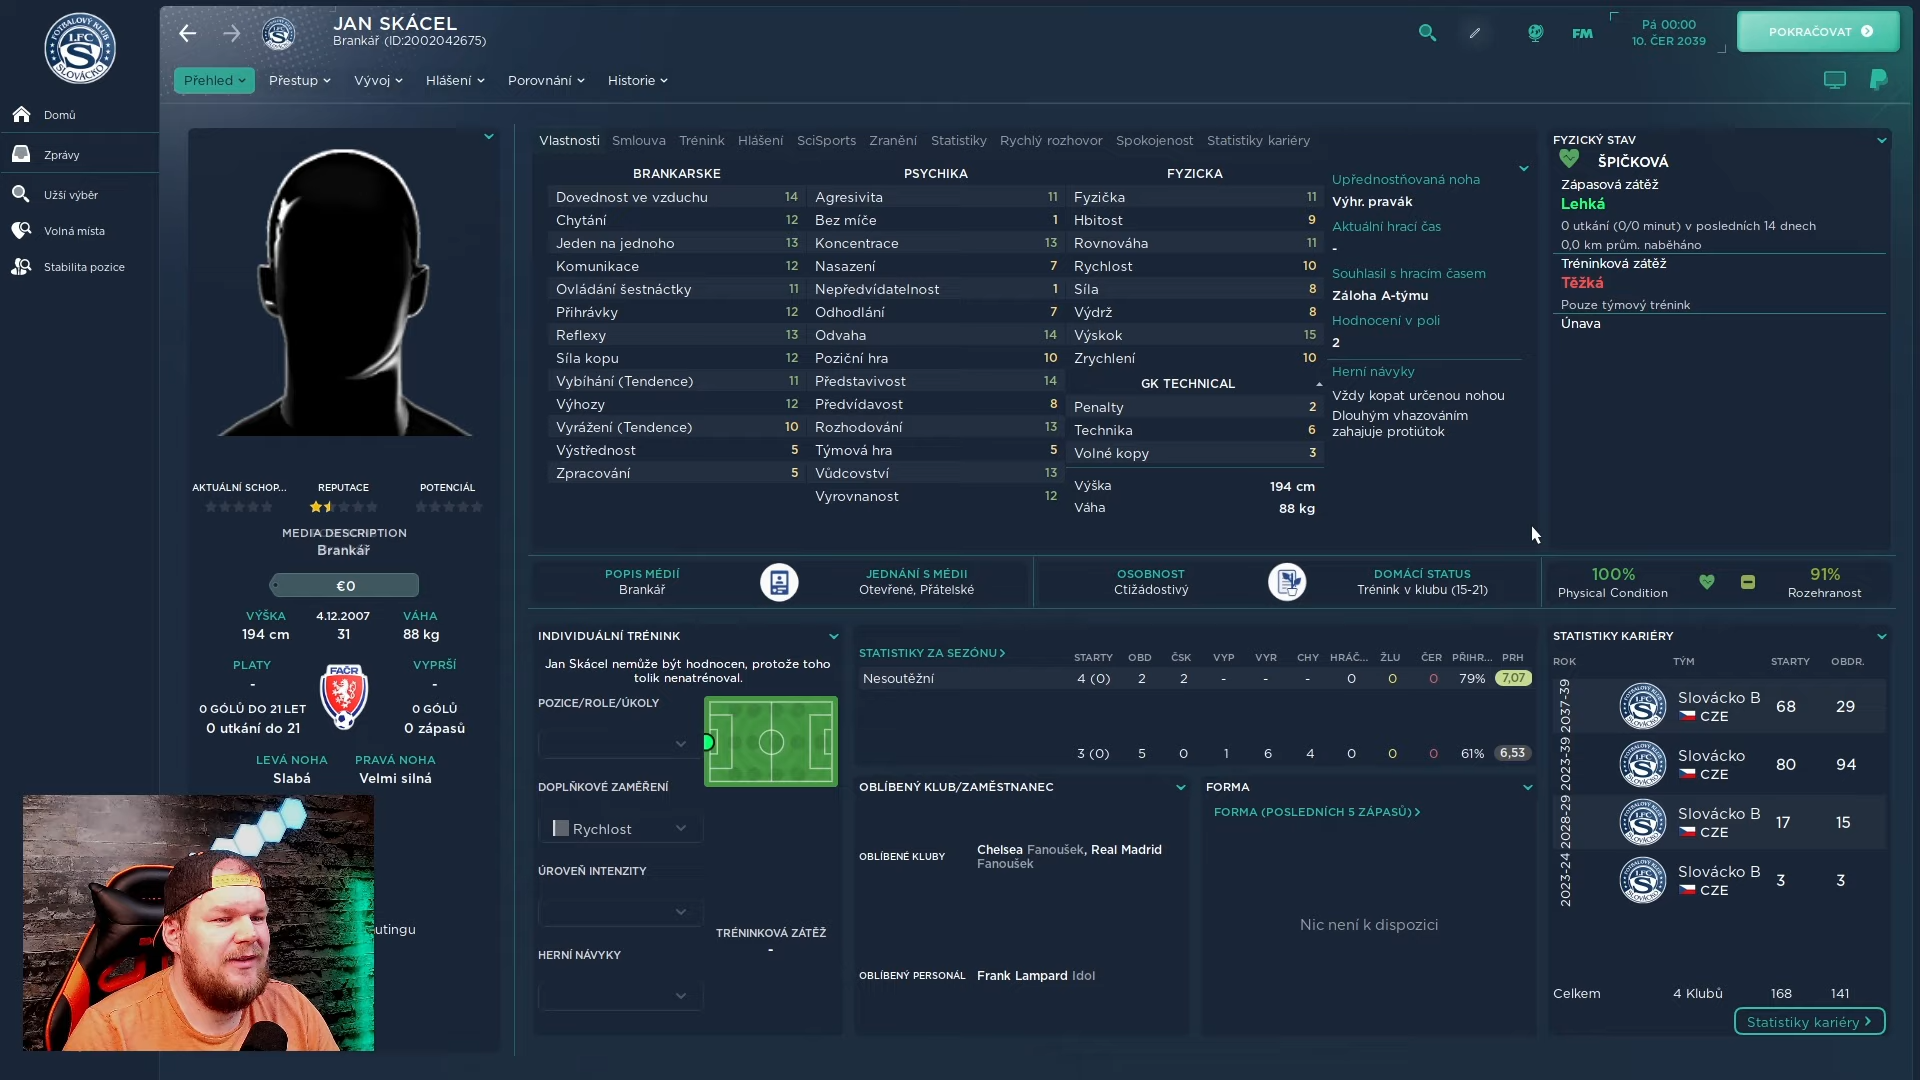 FOTBALOVÝ KLUB
1.FC
SLOVÁCKO
JAN SKÁCEL
Brankář (ID:2002042675)
FM
Pá 00:00
10. ČER 2039
POKRAČOVAT
Přehled
Přestup
Vývoj
Hlášení
Porovnání
Historie
Domů
Zprávy
Užší výběr
Volná místa
Stabilita pozice
AKTUÁLNÍ SCHOP...
REPUTACE
POTENCIÁL
MEDIA DESCRIPTION
Brankář
€0
VÝŠKA
4.12.2007
VÁHA
194 cm
31
88 kg
PLATY
FAČR
VYPRŠÍ
-
-
0 GÓLŮ DO 21 LET
0 GÓLŮ
0 utkání do 21
0 zápasů
LEVÁ NOHA
PRAVÁ NOHA
Slabá
Velmi silná
utingu
Vlastnosti
Smlouva
Trénink
Hlášení
SciSports
Zranění
Statistiky
Rychlý rozhovor
Spokojenost
Statistiky kariéry
BRANKARSKE
Dovednost ve vzduchu 14
Chytání 12
Jeden na jednoho 13
Komunikace 12
Ovládání šestnáctky 11
Přihrávky 12
Reflexy 13
Síla kopu 12
Vybíhání (Tendence) 11
Výhozy 12
Vyrážení (Tendence) 10
Výstřednost 5
Zpracování 5
PSYCHIKA
Agresivita 11
Bez míče 1
Koncentrace 13
Nasazení 7
Nepředvídatelnost 1
Odhodlání 7
Odvaha 14
Poziční hra 10
Představivost 14
Předvídavost 8
Rozhodování 13
Týmová hra 5
Vůdcovství 13
Vyrovnanost 12
FYZICKA
Fyzička 11
Hbitost 9
Rovnováha 11
Rychlost 10
Síla 8
Výdrž 8
Výskok 15
Zrychlení 10
GK TECHNICAL
Penalty 2
Technika 6
Volné kopy 3
Výška 194 cm
Váha 88 kg
Upřednostňovaná noha
Výhr. pravák
Aktuální hrací čas
-
Souhlasil s hracím časem
Záloha A-týmu
Hodnocení v poli
2
Herní návyky
Vždy kopat určenou nohou
Dlouhým vhazováním
zahajuje protiútok
FYZICKÝ STAV
ŠPIČKOVÁ
Zápasová zátěž
Lehká
0 utkání (0/0 minut) v posledních 14 dnech
0,0 km prům. naběháno
Tréninková zátěž
Těžká
Pouze týmový trénink
Únava
POPIS MÉDIÍ
Brankář
JEDNÁNÍ S MÉDII
Otevřené, Přátelské
OSOBNOST
Ctižádostivý
DOMÁCÍ STATUS
Trénink v klubu (15-21)
100%
Physical Condition
91%
Rozehranost
INDIVIDUÁLNÍ TRÉNINK
Jan Skácel nemůže být hodnocen, protože toho
tolik nenatrénoval.
POZICE/ROLE/ÚKOLY
DOPLŇKOVÉ ZAMĚŘENÍ
Rychlost
ÚROVEŇ INTENZITY
TRÉNINKOVÁ ZÁTĚŽ
-
HERNÍ NÁVYKY
STATISTIKY ZA SEZÓNU STARTY OBD ČSK VYP VYR CHY HRÁČ... ŽLU ČER PŘIHR... PRH
Nesoutěžní 4 (0) 2 2 - - - 0 0 0 79% 7,07
3 (0) 5 0 1 6 4 0 0 0 61% 6,53
OBLÍBENÝ KLUB/ZAMĚSTNANEC
OBLÍBENÉ KLUBY
Chelsea Fanoušek, Real Madrid
Fanoušek
OBLÍBENÝ PERSONÁL Frank Lampard Idol
FORMA
FORMA (POSLEDNÍCH 5 ZÁPASŮ)
Nic není k dispozici
STATISTIKY KARIÉRY
ROK TÝM STARTY OBDR.
2037-39 Slovácko B 68 29
CZE
2023-39 Slovácko 80 94
CZE
2028-29 Slovácko B 17 15
CZE
2023-24 Slovácko B 3 3
CZE
Celkem 4 Klubů 168 141
Statistiky kariéry